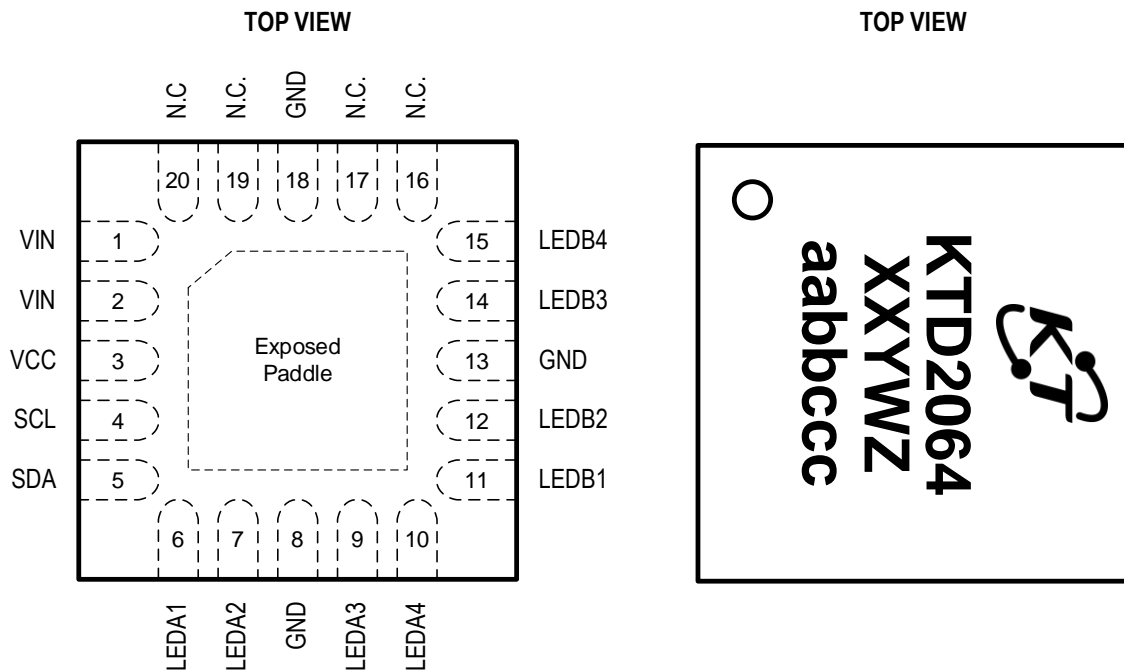 TOP VIEW
TOP VIEW
N.C
N.C.
GND
N.C.
N.C.
20
19
18
17
16
VIN
1
15
LEDB4
VIN
2
14
LEDB3
VCC
3
Exposed
Paddle
13
GND
SCL
4
12
LEDB2
SDA
5
11
LEDB1
6
7
8
9
10
LEDA1
LEDA2
GND
LEDA3
LEDA4
KT
KTD2064
XXYWZ
aabbccc